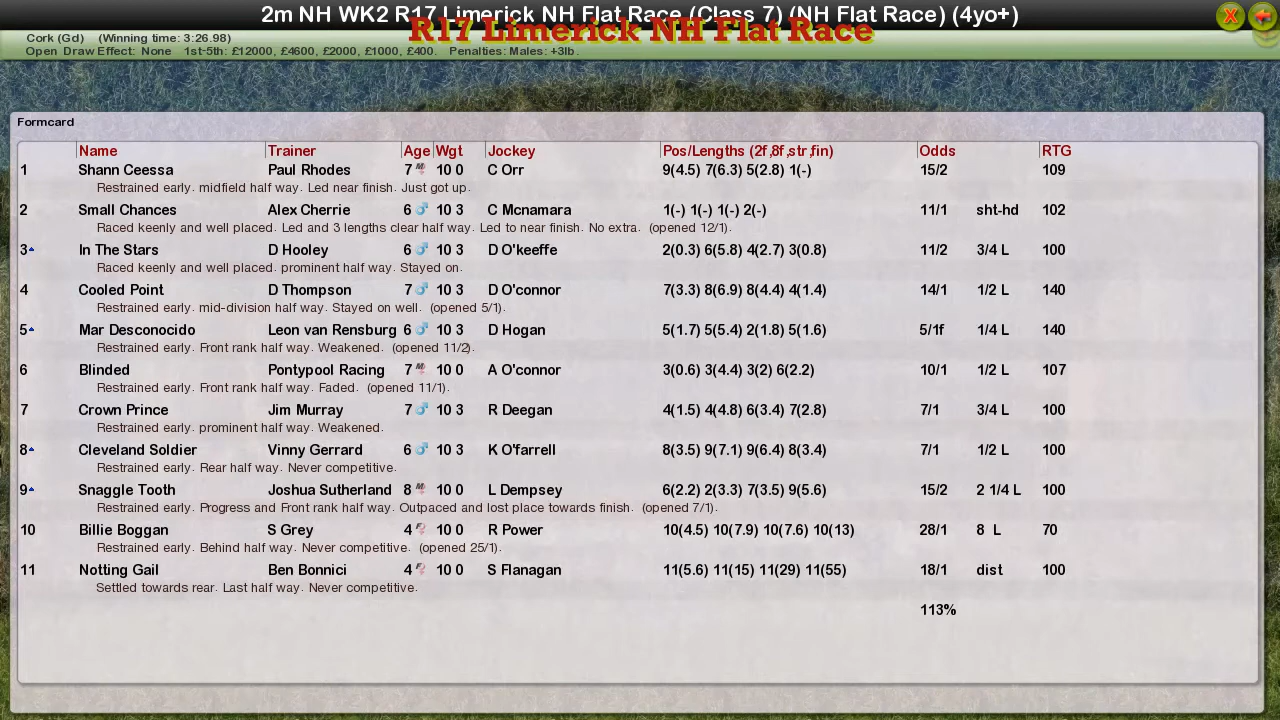 2m NH WK2 R17 Limerick NH Flat Race (Class 7) (NH Flat Race) (4yo+)
R17 Limerick NH Flat Race
Cork (Gd) (Winning time: 3:26.98)
Open Draw Effect: None 1st-5th: £12000, £4600, £2000, £1000, £400. Penalties: Males: +3lb.
Formcard
Name Trainer Age Wgt Jockey Pos/Lengths (2f,8f,str,fin) Odds RTG
1 Shann Ceessa Paul Rhodes 7 M 10 0 C Orr 9(4.5) 7(6.3) 5(2.8) 1(-) 15/2 109
Restrained early. midfield half way. Led near finish. Just got up.
2 Small Chances Alex Cherrie 6 ♂ 10 3 C Mcnamara 1(-) 1(-) 1(-) 2(-) 11/1 sht-hd 102
Raced keenly and well placed. Led and 3 lengths clear half way. Led to near finish. No extra. (opened 12/1).
3 In The Stars D Hooley 6 ♂ 10 3 D O'keeffe 2(0.3) 6(5.8) 4(2.7) 3(0.8) 11/2 3/4 L 100
Raced keenly and well placed. prominent half way. Stayed on.
4 Cooled Point D Thompson 7 ♂ 10 3 D O'connor 7(3.3) 8(6.9) 8(4.4) 4(1.4) 14/1 1/2 L 140
Restrained early. mid-division half way. Stayed on well. (opened 5/1).
5 Mar Desconocido Leon van Rensburg 6 ♂ 10 3 D Hogan 5(1.7) 5(5.4) 2(1.8) 5(1.6) 5/1f 1/4 L 140
Restrained early. Front rank half way. Weakened. (opened 11/2).
6 Blinded Pontypool Racing 7 M 10 0 A O'connor 3(0.6) 3(4.4) 3(2) 6(2.2) 10/1 1/2 L 107
Restrained early. Front rank half way. Faded. (opened 11/1).
7 Crown Prince Jim Murray 7 ♂ 10 3 R Deegan 4(1.5) 4(4.8) 6(3.4) 7(2.8) 7/1 3/4 L 100
Restrained early. prominent half way. Weakened.
8 Cleveland Soldier Vinny Gerrard 6 ♂ 10 3 K O'farrell 8(3.5) 9(7.1) 9(6.4) 8(3.4) 7/1 1/2 L 100
Restrained early. Rear half way. Never competitive.
9 Snaggle Tooth Joshua Sutherland 8 M 10 0 L Dempsey 6(2.2) 2(3.3) 7(3.5) 9(5.6) 15/2 2 1/4 L 100
Restrained early. Progress and Front rank half way. Outpaced and lost place towards finish. (opened 7/1).
10 Billie Boggan S Grey 4 F 10 0 R Power 10(4.5) 10(7.9) 10(7.6) 10(13) 28/1 8 L 70
Restrained early. Behind half way. Never competitive. (opened 25/1).
11 Notting Gail Ben Bonnici 4 F 10 0 S Flanagan 11(5.6) 11(15) 11(29) 11(55) 18/1 dist 100
Settled towards rear. Last half way. Never competitive.
113%